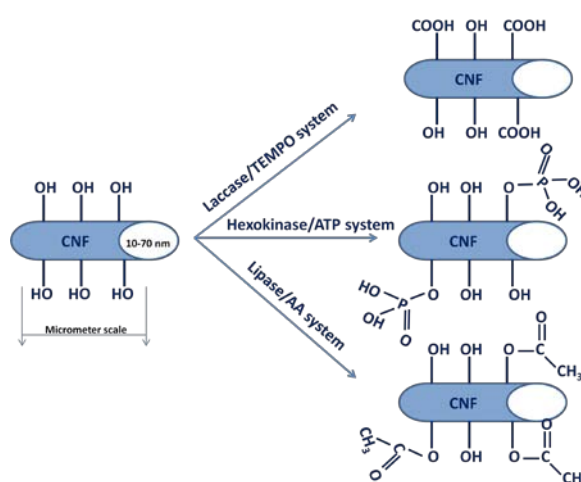 COOH OH COOH
CNF
OH OH COOH
Laccase/TEMPO system
O
OH OH O P OH
OH
OH OH OH
CNF
10-70 nm
Hexokinase/ATP system
CNF
HO HO HO
HO P O OH OH
OH O
Micrometer scale
Lipase/AA system
O
OH OH O C CH3
CNF
CH3 C O OH O C O
O CH3